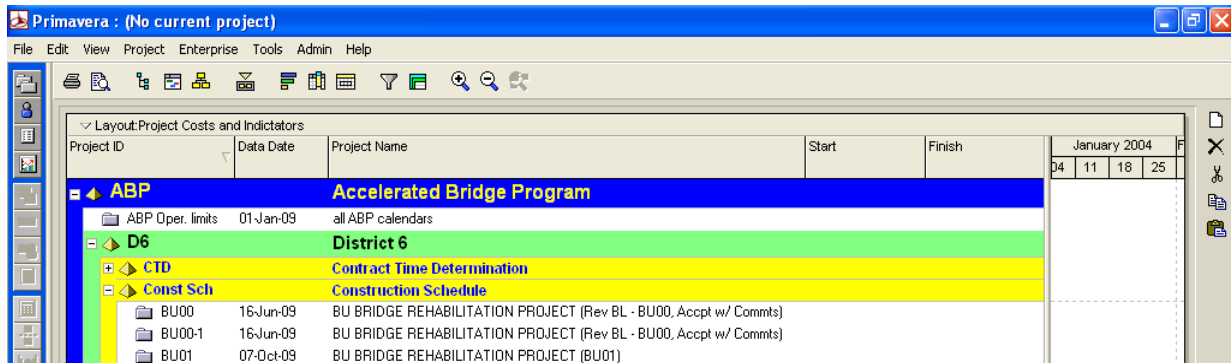 Primavera : (No current project)
File Edit View Project Enterprise Tools Admin Help
Layout:Project Costs and Indictators
Project ID Data Date Project Name Start Finish January 2004 F
04 11 18 25
ABP Accelerated Bridge Program
ABP Oper. limits 01-Jan-09 all ABP calendars
D6 District 6
CTD Contract Time Determination
Const Sch Construction Schedule
BU00 16-Jun-09 BU BRIDGE REHABILITATION PROJECT (Rev BL - BU00, Accpt w/ Commts)
BU00-1 16-Jun-09 BU BRIDGE REHABILITATION PROJECT (Rev BL - BU00, Accpt w/ Commts)
BU01 07-Oct-09 BU BRIDGE REHABILITATION PROJECT (BU01)